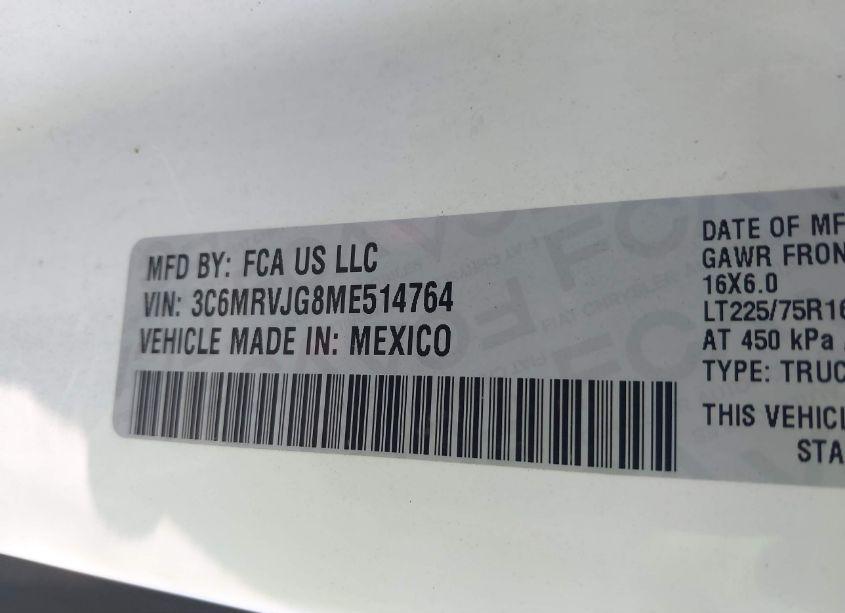 MFD BY: FCA US LLC
VIN: 3C6MRVJG8ME514764
VEHICLE MADE IN: MEXICO
DATE OF MF
GAWR FRON
16X6.0
LT225/75R16
AT 450 kPa
TYPE: TRUC
THIS VEHICL
STA